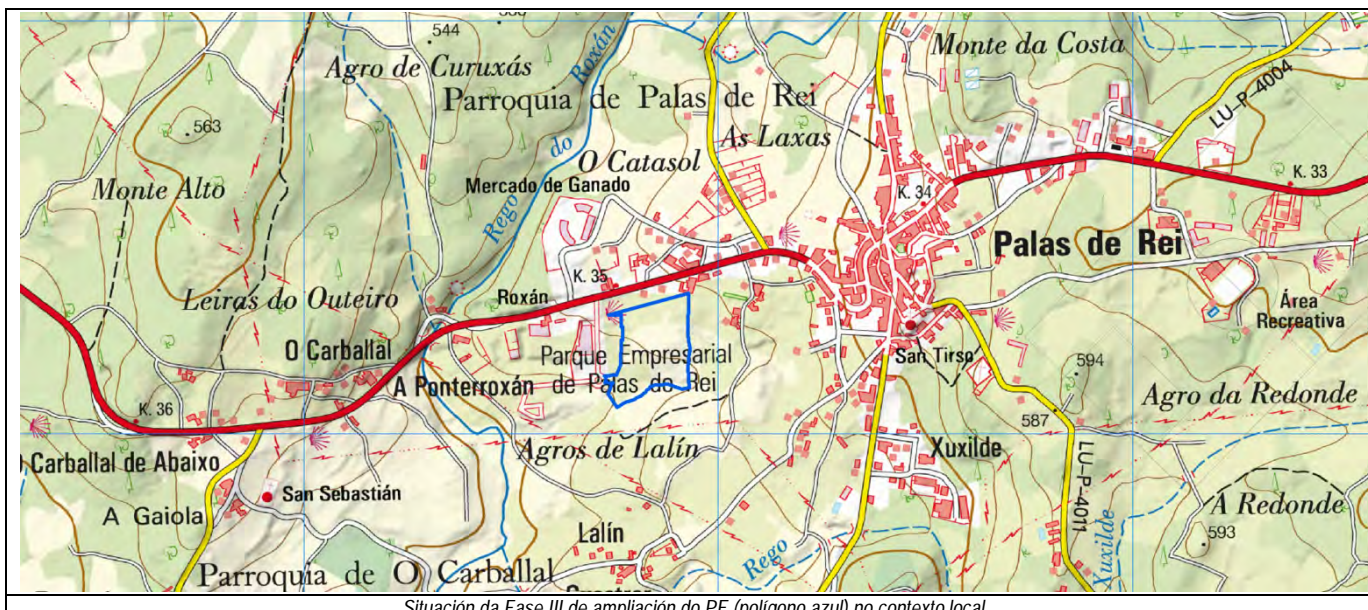 544
563
Agro de Curuxás
Rego do Roxán
Parroquia de Palas de Rei
Monte da Costa
LU-P-4004
As Laxas
O Catasol
Monte Alto
Mercado de Ganado
K. 34
K. 33
Palas de Rei
K. 35
Leiras do Outeiro
Roxán
Área
Recreativa
O Carballal
Parque Empresarial
de Palas do Rei
San Tirso
594
A Ponterroxán
K. 36
587
Agro da Redonde
Agros de Lalín
Xuxilde
Carballal de Abaixo
San Sebastián
LU-P-4011
A Gaiola
A Redonde
593
Lalín
Rego
Xuxilde
Parroquia de O Carballal
Situación da Fase III de ampliación do PE (polígono azul) no contexto local